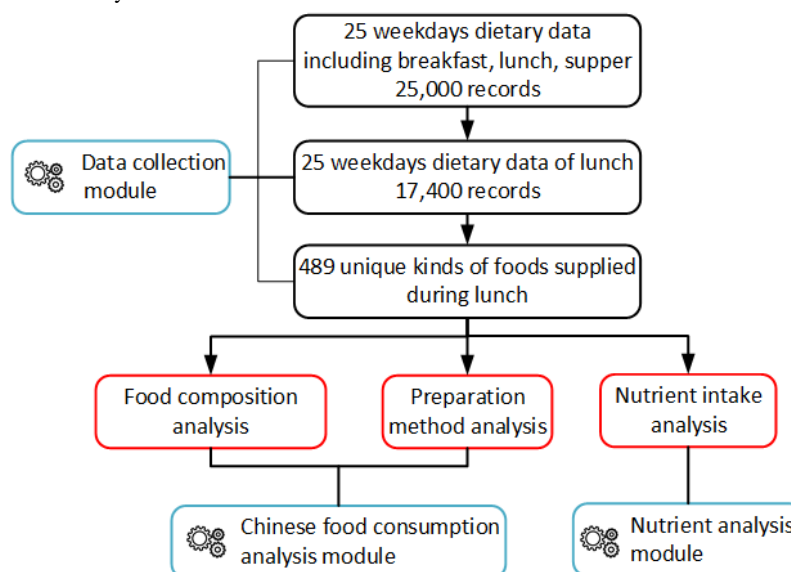 25 weekdays dietary data
including breakfast, lunch, supper
25,000 records
Data collection
module
25 weekdays dietary data of lunch
17,400 records
489 unique kinds of foods supplied
during lunch
Food composition
analysis
Preparation
method analysis
Nutrient intake
analysis
Chinese food consumption
analysis module
Nutrient analysis
module